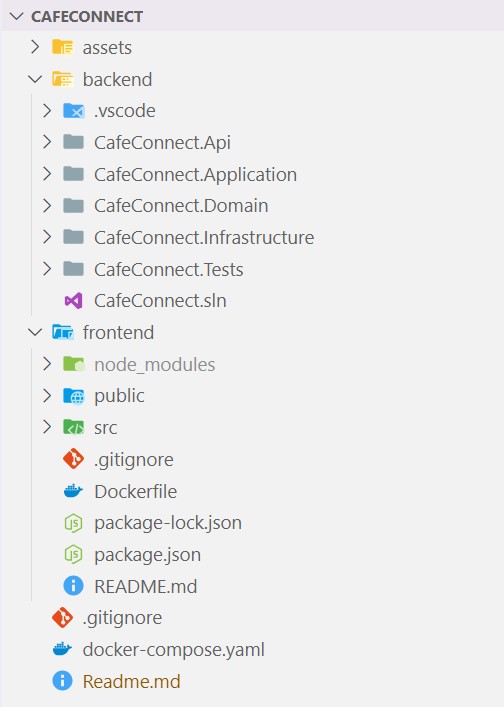 CAFECONNECT
assets
backend
.vscode
CafeConnect.Api
CafeConnect.Application
CafeConnect.Domain
CafeConnect.Infrastructure
CafeConnect.Tests
CafeConnect.sln
frontend
node_modules
public
src
.gitignore
Dockerfile
package-lock.json
package.json
README.md
.gitignore
docker-compose.yaml
Readme.md